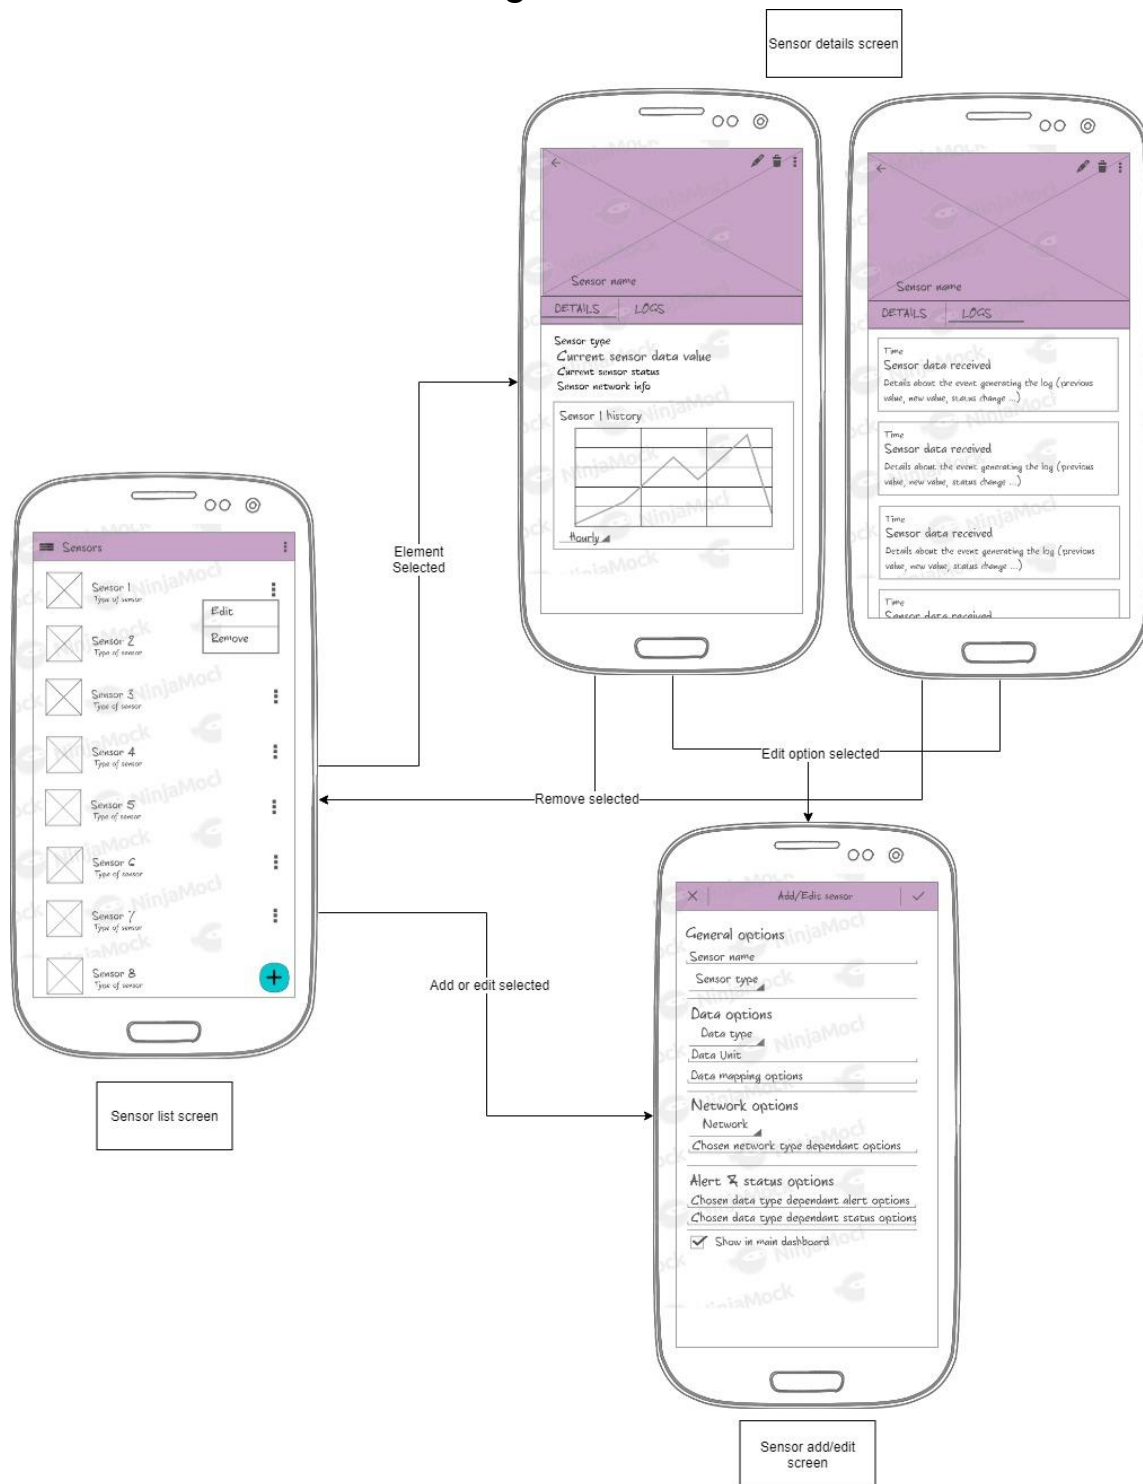 g
Sensor details screen
Sensor name
DETAILS LOGS
Sensor type
Current sensor data value
Current sensor status
Sensor network info
Sensor 1 history
Hourly
Sensor name
DETAILS LOGS
Time
Sensor data received
Details about the event generating the log (previous
value, new value, status change ...)
Time
Sensor data received
Details about the event generating the log (previous
value, new value, status change ...)
Time
Sensor data received
Details about the event generating the log (previous
value, new value, status change ...)
Time
Sensor data received
Element
Selected
Sensors
Sensor 1
Type of sensor
Edit
Remove
Sensor 2
Type of sensor
Sensor 3
Type of sensor
Sensor 4
Type of sensor
Sensor 5
Type of sensor
Sensor 6
Type of sensor
Sensor 7
Type of sensor
Sensor 8
Type of sensor
Sensor list screen
Edit option selected
Remove selected
Add or edit selected
Add/Edit sensor
General options
Sensor name
Sensor type
Data options
Data type
Data Unit
Data mapping options
Network options
Network
Chosen network type dependant options
Alert & status options
Chosen data type dependant alert options
Chosen data type dependant status options
Show in main dashboard
Sensor add/edit
screen
NinjaMock